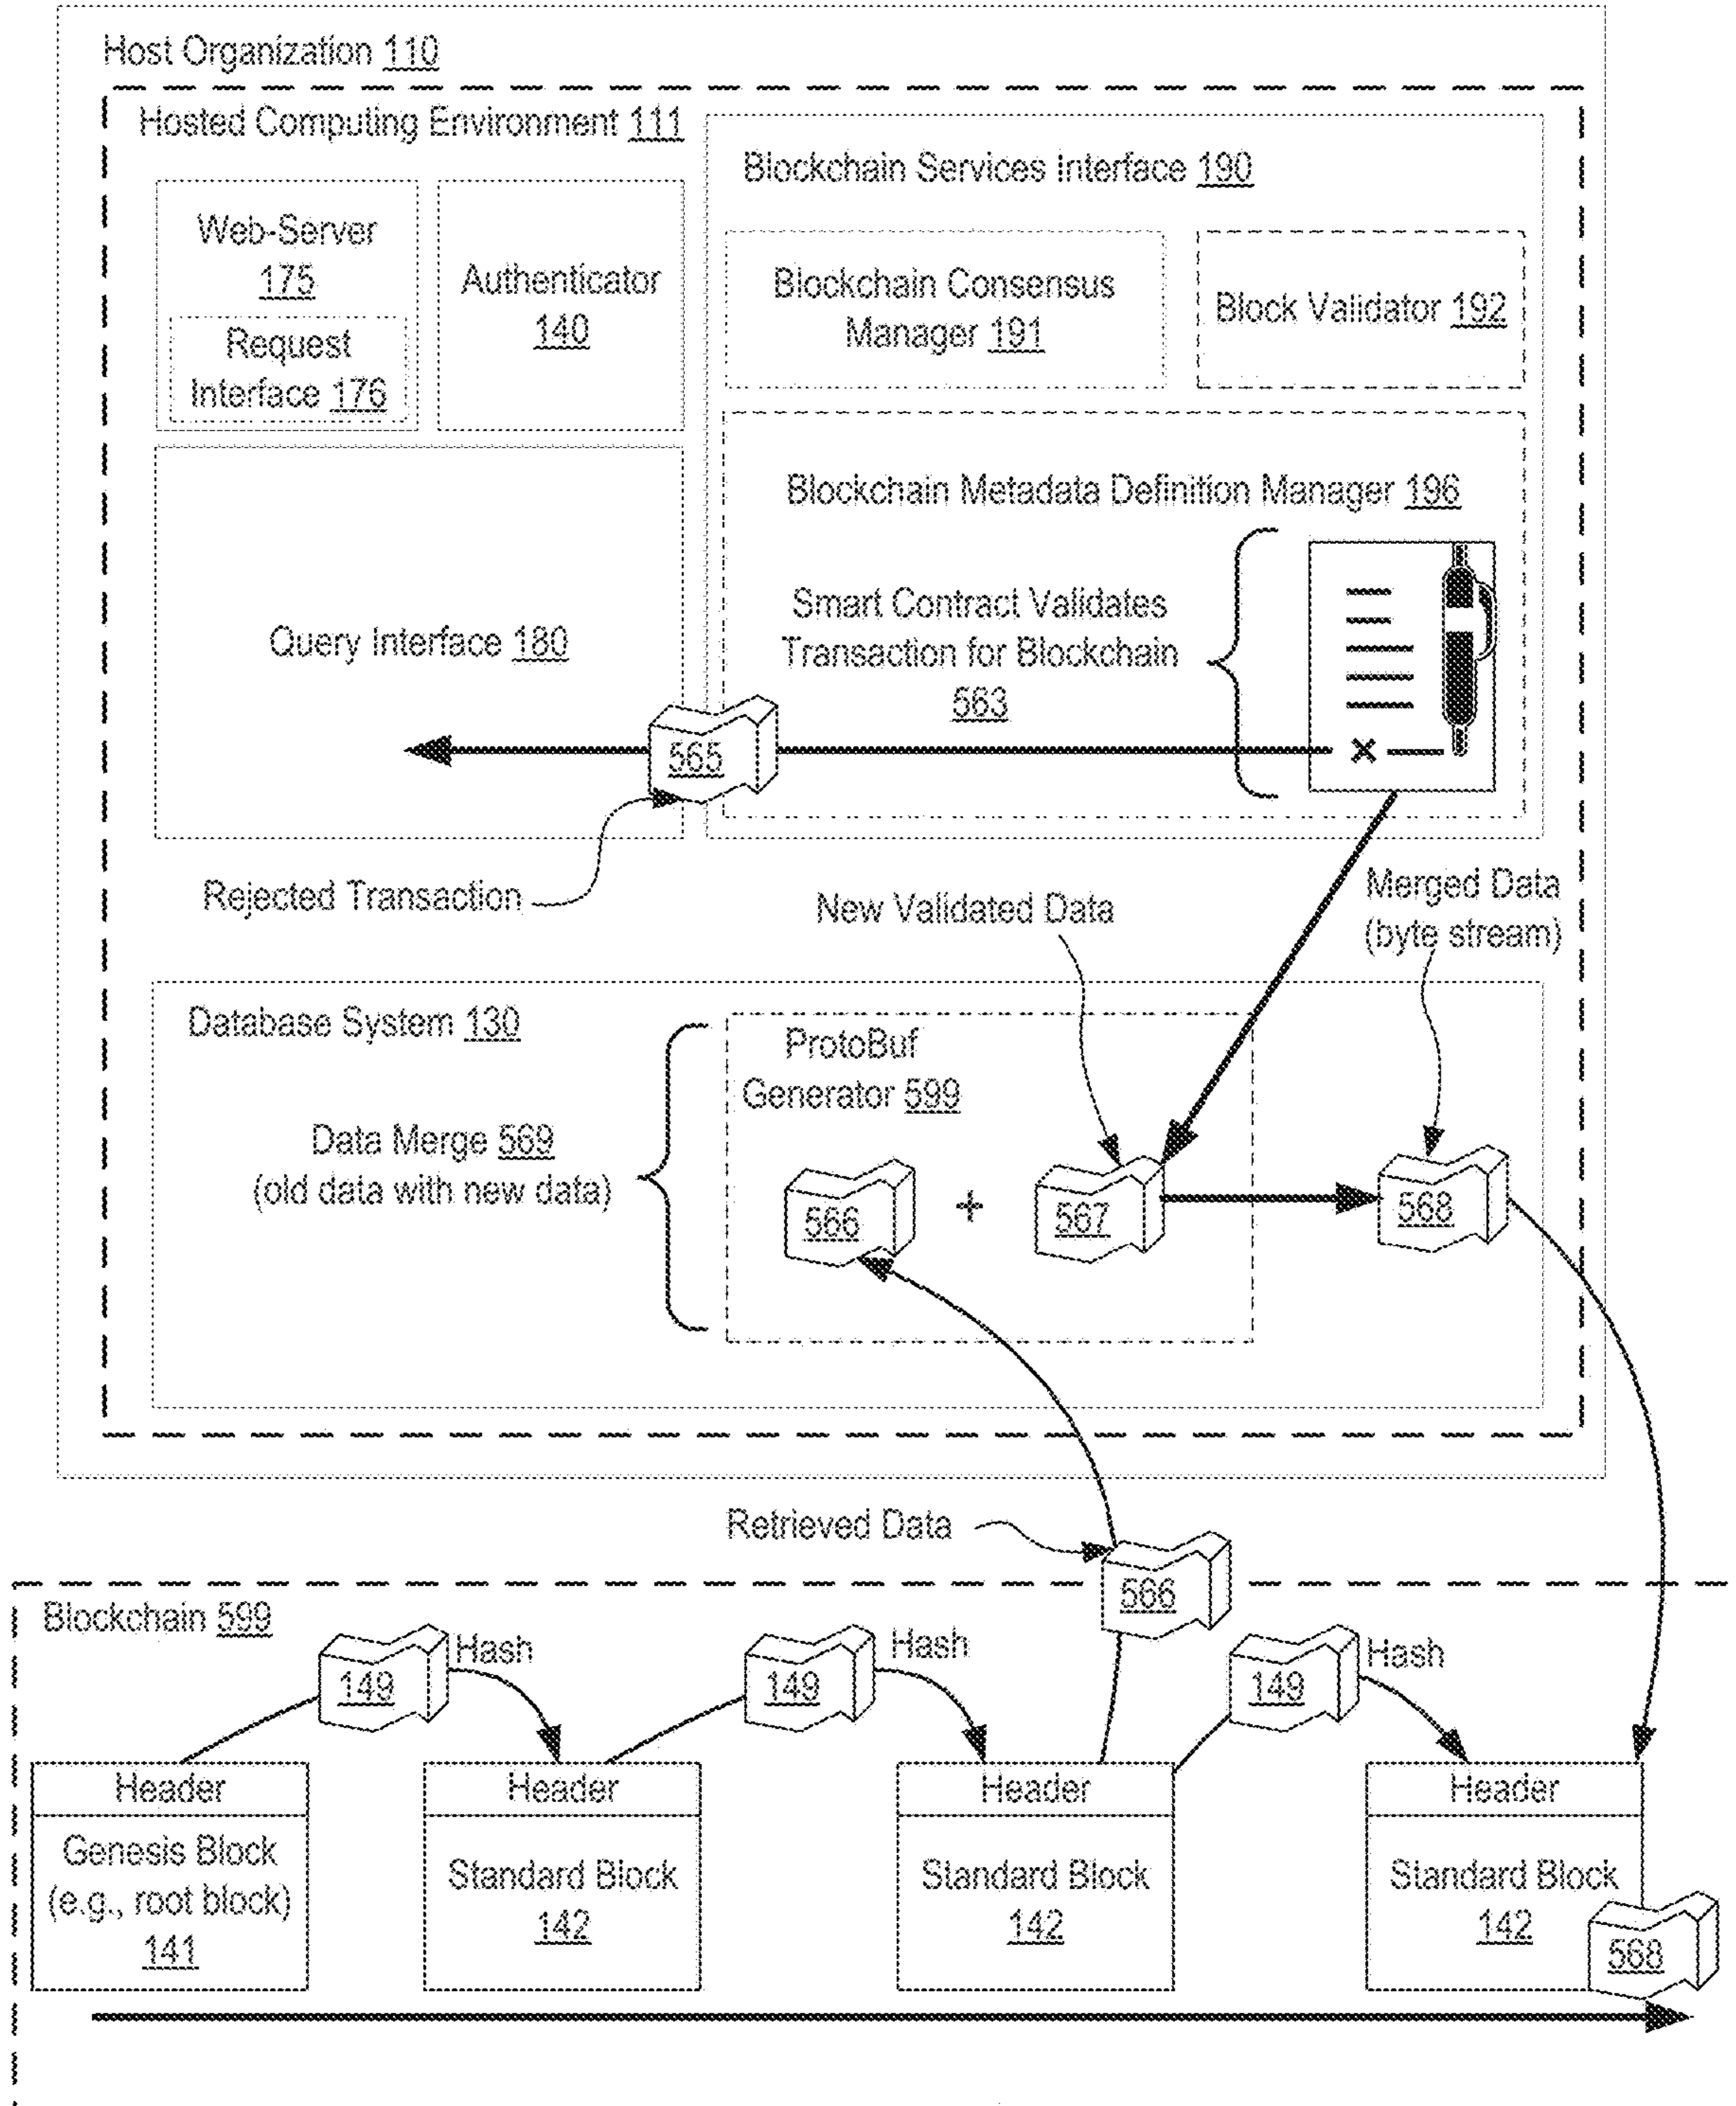 Host Organization 110
Hosted Computing Environment 111
Web-Server
175
Request
Interface 176
Authenticator
140
Blockchain Services Interface 190
Blockchain Consensus
Manager 191
Block Validator 192
Blockchain Metadata Definition Manager 196
Smart Contract Validates
Transaction for Blockchain
563
Query Interface 180
565
Rejected Transaction
New Validated Data
Merged Data
(byte stream)
Database System 130
ProtoBuf
Generator 599
Data Merge 569
(old data with new data)
566
+
567
568
Retrieved Data
566
Blockchain 599
149
Hash
149
Hash
149
Hash
Header
Genesis Block
(e.g., root block)
141
Header
Standard Block
142
Header
Standard Block
142
Header
Standard Block
142
568